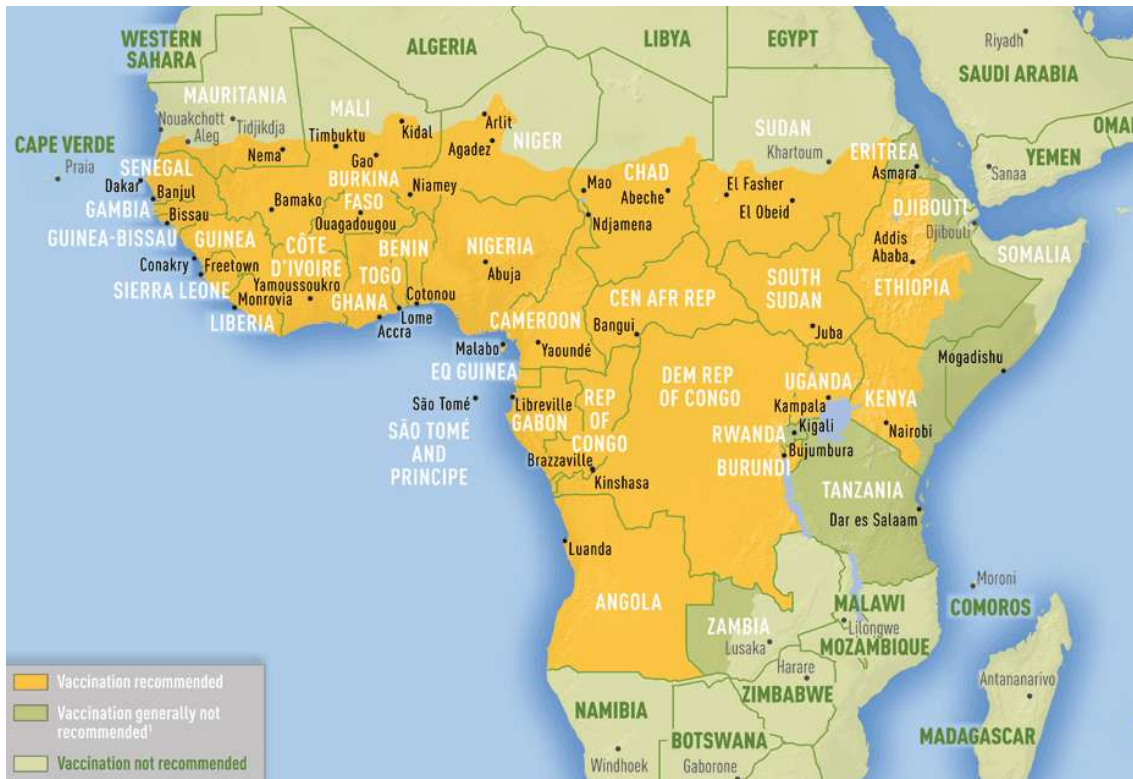 WESTERN
SAHARA
ALGERIA
LIBYA
EGYPT
Riyadh
SAUDI ARABIA
MAURITANIA
MALI
Nouakchott
Aleg
Tidjikdja
Timbuktu
Kidal
Arlit
Agadez
NIGER
SUDAN
Khartoum
ERITREA
Asmara
OMAN
YEMEN
Sanaa
CAPE VERDE
Praia
Nema
Gao
SENEGAL
Dakar
Banjul
GAMBIA
Bissau
GUINEA-BISSAU
BURKINA
FASO
Niamey
Bamako
Ouagadougou
Mao
CHAD
Abeche
Ndjamena
El Fasher
El Obeid
DJIBOUTI
Djibouti
Addis
Ababa
SOMALIA
GUINEA
Conakry
Freetown
SIERRA LEONE
CÔTE
D'IVOIRE
Yamoussoukro
Monrovia
LIBERIA
BENIN
TOGO
GHANA
Cotonou
Lome
Accra
NIGERIA
Abuja
CAMEROON
Yaoundé
Malabo
EQ GUINEA
CEN AFR REP
Bangui
SOUTH
SUDAN
Juba
ETHIOPIA
Mogadishu
São Tomé
SÃO TOMÉ
AND
PRINCIPE
Libreville
GABON
REP
OF
CONGO
Brazzaville
Kinshasa
DEM REP
OF CONGO
UGANDA
Kampala
KENYA
Nairobi
Kigali
RWANDA
Bujumbura
BURUNDI
TANZANIA
Dar es Salaam
Luanda
ANGOLA
ZAMBIA
Lusaka
MALAWI
Lilongwe
MOZAMBIQUE
Moroni
COMOROS
Harare
ZIMBABWE
NAMIBIA
Windhoek
BOTSWANA
Gaborone
Antananarivo
MADAGASCAR
Vaccination recommended
Vaccination generally not
recommended¹
Vaccination not recommended